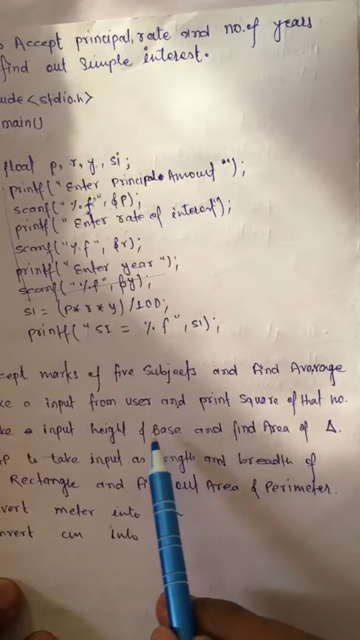 Accept principal, rate and no. of years
find out simple interest.
ude <stdio.h>
main()
float p, r, y, si;
printf("Enter Principal Amount");
scanf("%f", &p);
printf("Enter rate of interest");
scanf("%f", &r);
printf("Enter year");
scanf("%f", &y);
si = (p*r*y)/100;
printf("SI = %f", si);
cept marks of five subjects and find Average
ke a input from user and print square of that no.
ke a input height & Base and find Area of Δ.
P to take input as length and breadth of
Rectangle and find out Area & Perimeter.
vert meter into
nvert cm into